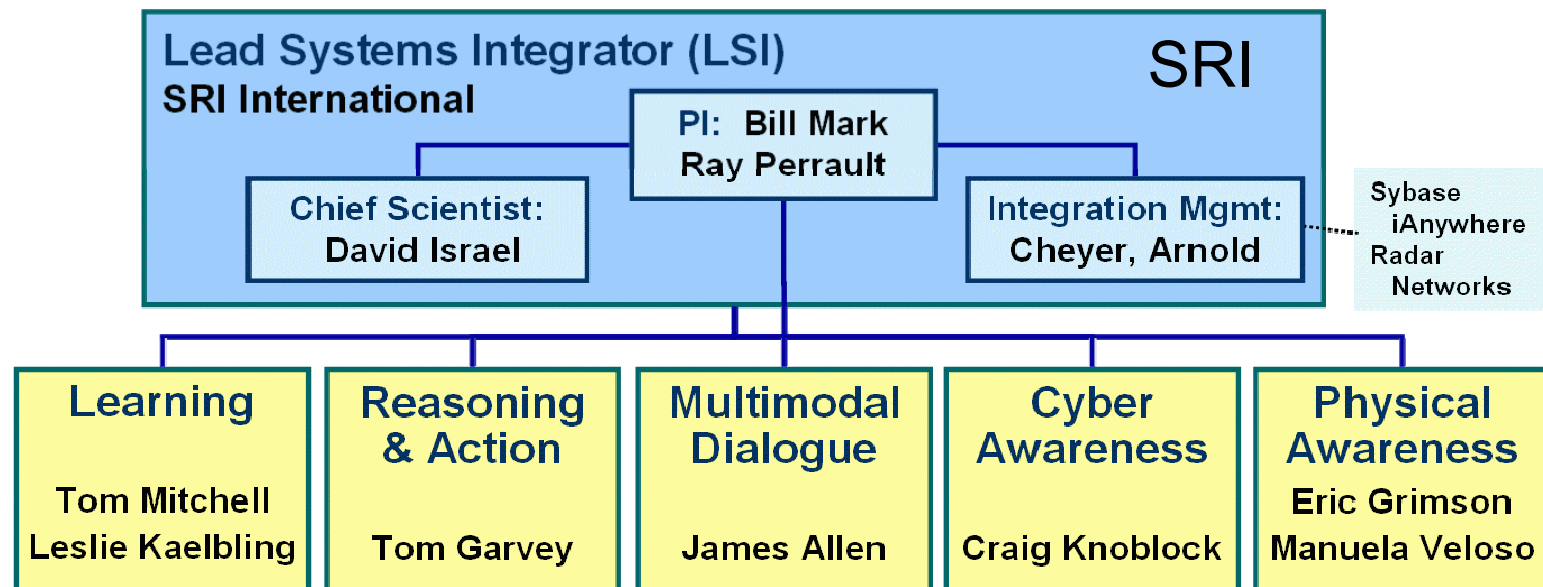 Lead Systems Integrator (LSI)
SRI
SRI International
PI: Bill Mark
Ray Perrault
Chief Scientist:
David Israel
Integration Mgmt:
Cheyer, Arnold
Sybase
iAnywhere
Radar
Networks
Learning
Tom Mitchell
Leslie Kaelbling
Reasoning
& Action
Tom Garvey
Multimodal
Dialogue
James Allen
Cyber
Awareness
Craig Knoblock
Physical
Awareness
Eric Grimson
Manuela Veloso